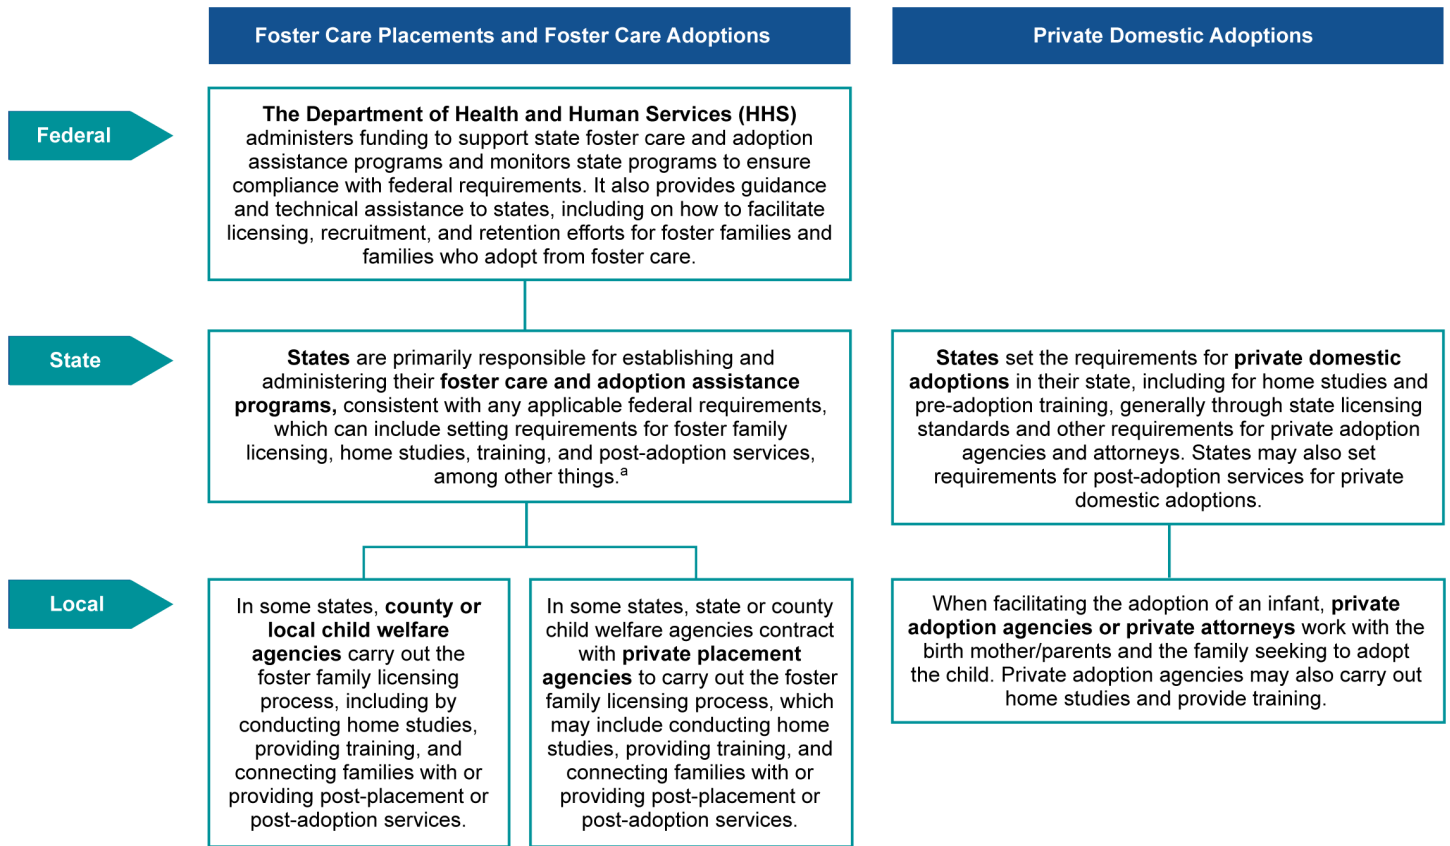 Foster Care Placements and Foster Care Adoptions
Private Domestic Adoptions
Federal
The Department of Health and Human Services (HHS)
administers funding to support state foster care and adoption
assistance programs and monitors state programs to ensure
compliance with federal requirements. It also provides guidance
and technical assistance to states, including on how to facilitate
licensing, recruitment, and retention efforts for foster families and
families who adopt from foster care.
State
States are primarily responsible for establishing and
administering their foster care and adoption assistance
programs, consistent with any applicable federal requirements,
which can include setting requirements for foster family
licensing, home studies, training, and post-adoption services,
among other things.a
States set the requirements for private domestic
adoptions in their state, including for home studies and
pre-adoption training, generally through state licensing
standards and other requirements for private adoption
agencies and attorneys. States may also set
requirements for post-adoption services for private
domestic adoptions.
Local
In some states, county or
local child welfare
agencies carry out the
foster family licensing
process, including by
conducting home studies,
providing training, and
connecting families with or
providing post-placement or
post-adoption services.
In some states, state or county
child welfare agencies contract
with private placement
agencies to carry out the foster
family licensing process, which
may include conducting home
studies, providing training, and
connecting families with or
providing post-placement or
post-adoption services.
When facilitating the adoption of an infant, private
adoption agencies or private attorneys work with the
birth mother/parents and the family seeking to adopt
the child. Private adoption agencies may also carry out
home studies and provide training.